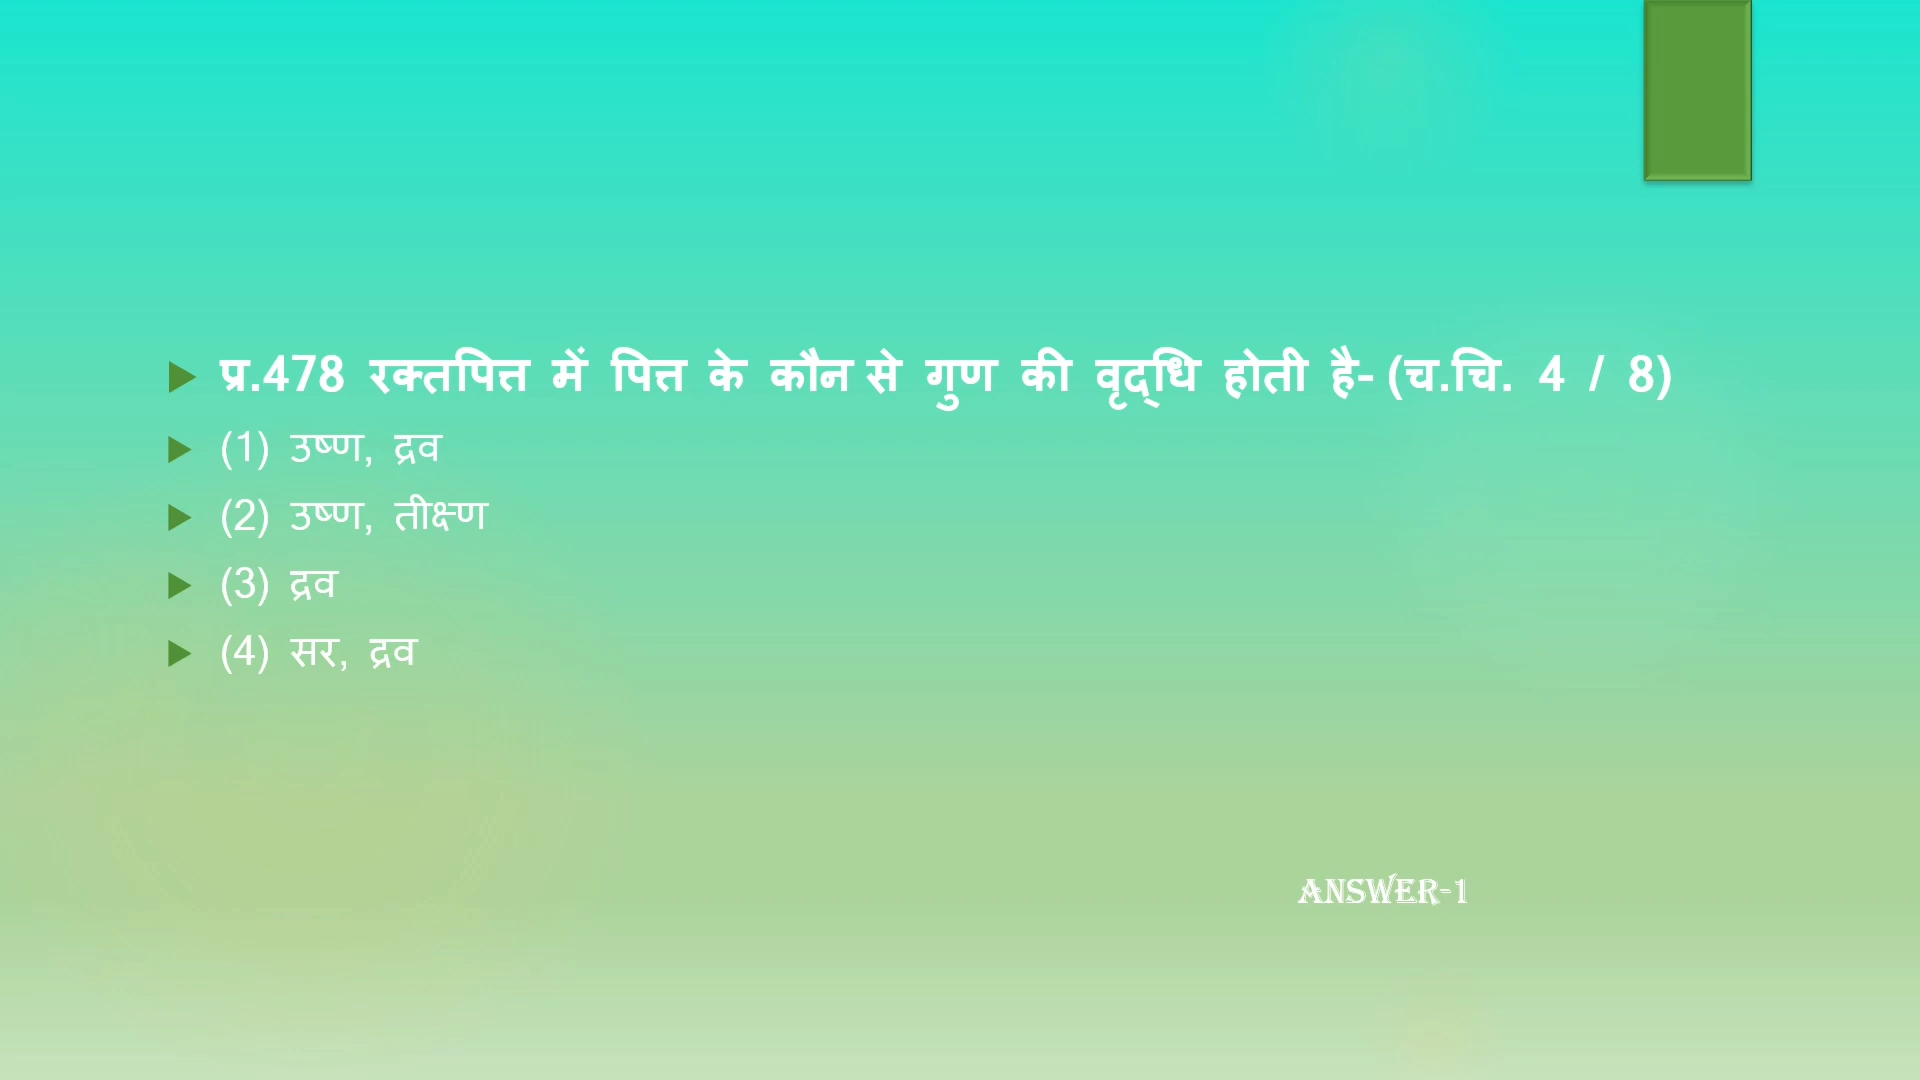 प्र.478 रक्तपित्त में पित्त के कौन से गुण की वृद्धि होती है- (च.चि. 4 / 8)
(1) उष्ण, द्रव
(2) उष्ण, तीक्ष्ण
(3) द्रव
(4) सर, द्रव
ANSWER-1